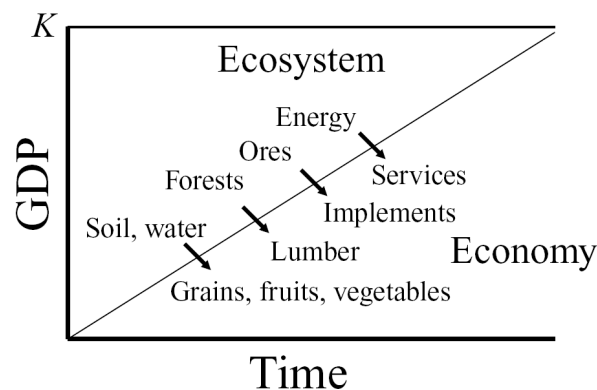 K
Ecosystem
Energy
Ores
Services
Forests
Implements
Soil, water
Lumber
Economy
Grains, fruits, vegetables
GDP
Time